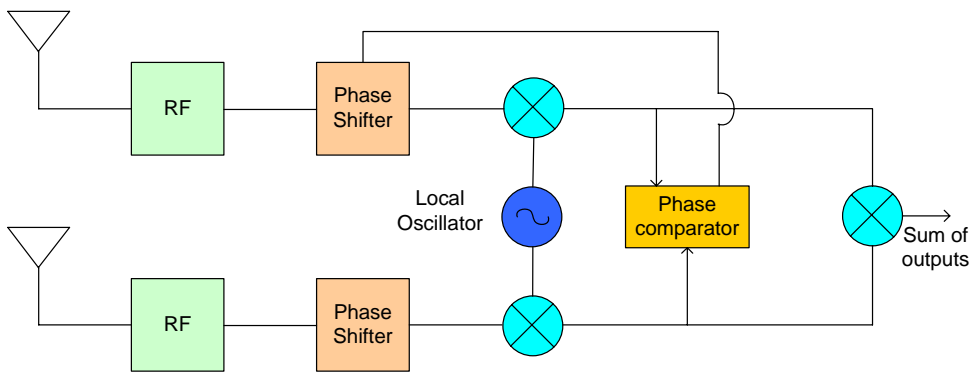 RF
Phase
Shifter
Local
Oscillator
Phase
comparator
Sum of
outputs
RF
Phase
Shifter